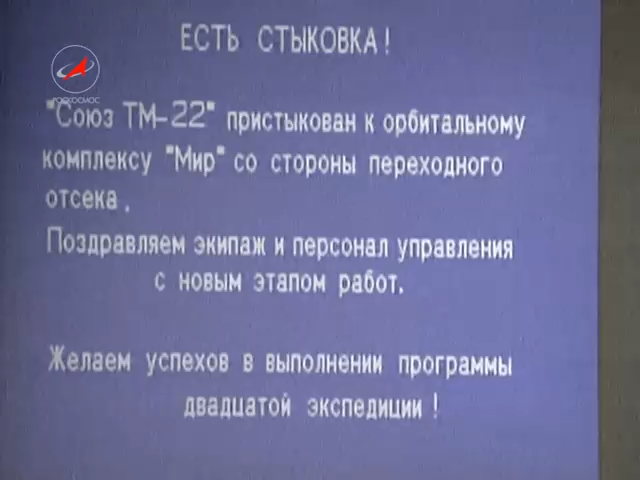 ЕСТЬ СТЫКОВКА!
РОСКОСМОС
"Союз ТМ-22" пристыкован к орбитальному
комплексу "Мир" со стороны переходного
отсека.
Поздравляем экипаж и персонал управления
с новым этапом работ.
Желаем успехов в выполнении программы
двадцатой экспедиции!